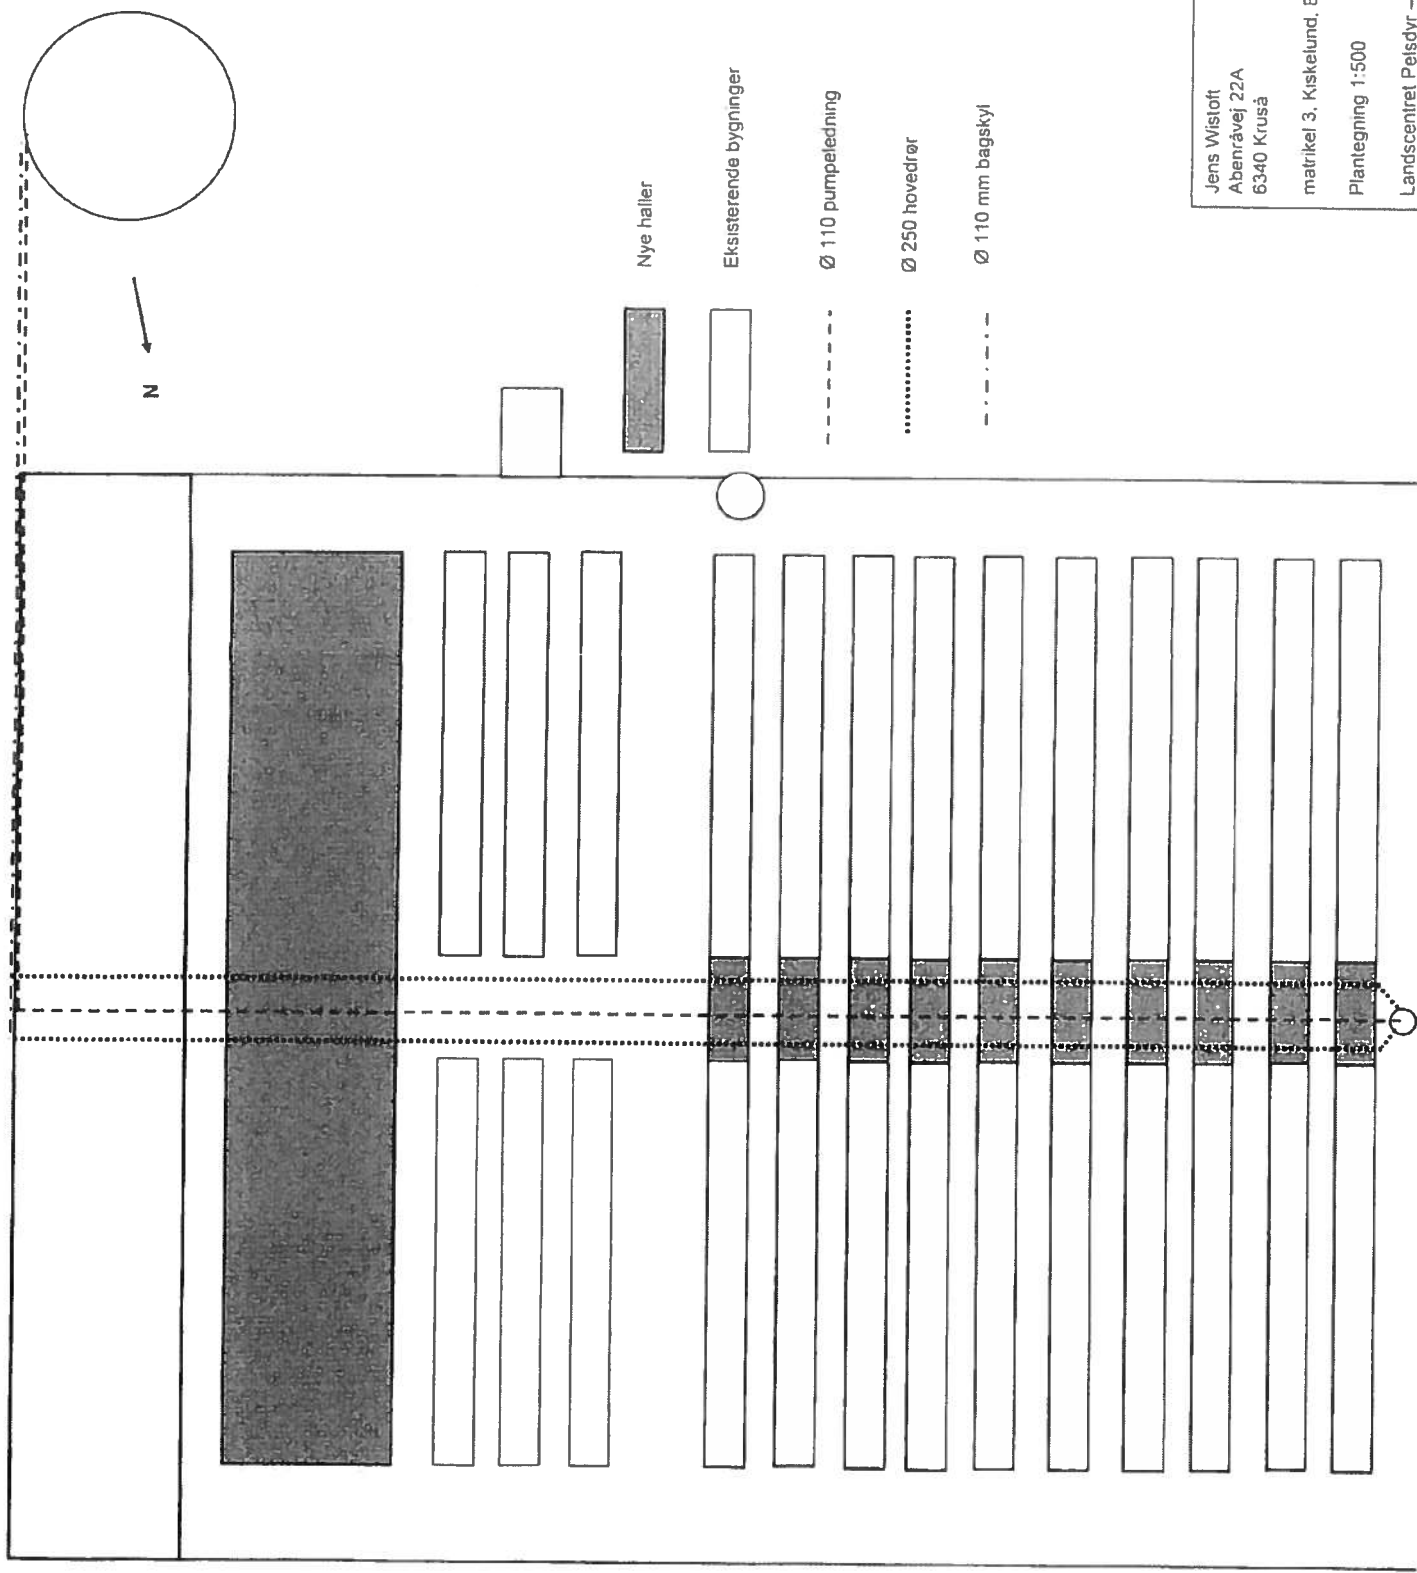 Nye haller
Eksisterende bygninger
Ø 110 pumpeledning
Ø 250 hovedrør
Ø 110 mm bagskyl
N
Jens Wistoft
Abenråvej 22A
6340 Kruså
matrikel 3, Kiskelund,
Plantegning 1:500
Landscentret Pelsdyr –